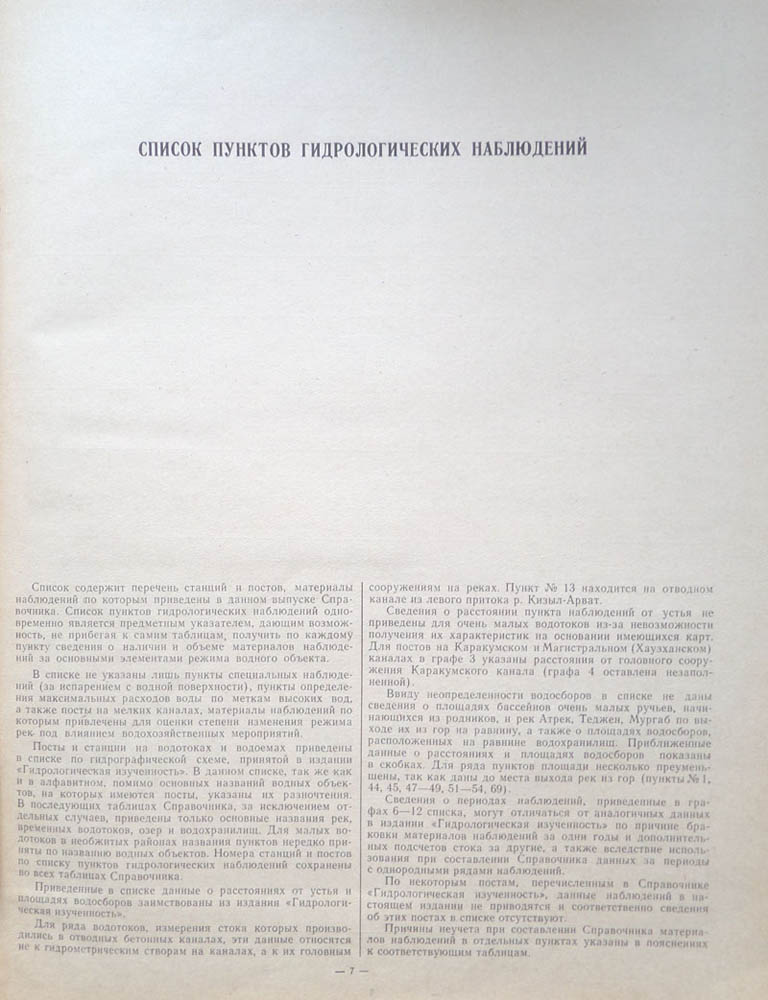 СПИСОК ПУНКТОВ ГИДРОЛОГИЧЕСКИХ НАБЛЮДЕНИЙ
Список содержит перечень станций и постов, материалы
наблюдений по которым приведены в данном выпуске Спра-
вочника. Список пунктов гидрологических наблюдений одно-
временно является предметным указателем, дающим возмож-
ность, не прибегая к самим таблицам, получить по каждому
пункту сведения о наличии и объеме материалов наблюде-
ний за основными элементами режима водного объекта.
В списке не указаны лишь пункты специальных наблюде-
ний (за испарением с водной поверхности), пункты определе-
ния максимальных расходов воды по меткам высоких вод,
а также посты на мелких каналах, материалы наблюдений по
которым привлечены для оценки степени изменения режима
рек под влиянием водохозяйственных мероприятий.
Посты и станции на водотоках и водоемах приведены
в списке по гидрографической схеме, принятой в издании
«Гидрологическая изученность». В данном списке, так же как
и в алфавитном, помимо основных названий водных объек-
тов, на которых имеются посты, указаны их разночтения.
В последующих таблицах Справочника, за исключением от-
дельных случаев, приведены только основные названия рек,
временных водотоков, озер и водохранилищ. Для малых во-
дотоков в необжитых районах названия пунктов нередко при-
няты по названию водных объектов. Номера станций и постов
по списку пунктов гидрологических наблюдений сохранены
во всех таблицах Справочника.
Приведенные в списке данные о расстояниях от устья и
площадях водосборов заимствованы из издания «Гидрологи-
ческая изученность».
Для ряда водотоков, измерения стока которых произво-
дились в отводных бетонных каналах, эти данные относятся
не к гидрометрическим створам на каналах, а к их головным
сооружениям на реках. Пункт № 13 находится на отводном
канале из левого притока р. Кизыл-Арват.
Сведения о расстоянии пункта наблюдений от устья не
приведены для очень малых водотоков из-за невозможности
получения их характеристик на основании имеющихся карт.
Для постов на Каракумском и Магистральном (Хаузханском)
каналах в графе 3 указаны расстояния от головного соору-
жения Каракумского канала (графа 4 оставлена незапол-
ненной).
Ввиду неопределенности водосборов в списке не даны
сведения о площадях бассейнов очень малых ручьев, начи-
нающихся из родников, и рек Атрек, Теджен, Мургаб по вы-
ходе их из гор на равнину, а также о площадях водосборов,
расположенных на равнине водохранилищ. Приближенные
данные о расстояниях и площадях водосборов показаны
в скобках. Для ряда пунктов площади несколько преумень-
шены, так как даны до места выхода рек из гор (пункты № 1,
44, 45, 47—49, 51—54, 69).
Сведения о периодах наблюдений, приведенные в гра-
фах 6—12 списка, могут отличаться от аналогичных данных
в издании «Гидрологическая изученность» по причине бра-
ковки материалов наблюдений за одни годы и дополнитель-
ных подсчетов стока за другие, а также вследствие исполь-
зования при составлении Справочника данных за периоды
с однородными рядами наблюдений.
По некоторым постам, перечисленным в Справочнике
«Гидрологическая изученность», данные наблюдений в на-
стоящем издании не приводятся и соответственно сведения
об этих постах в списке отсутствуют.
Причины неучета при составлении Справочника материа-
лов наблюдений в отдельных пунктах указаны в пояснениях
к соответствующим таблицам.
— 7 —